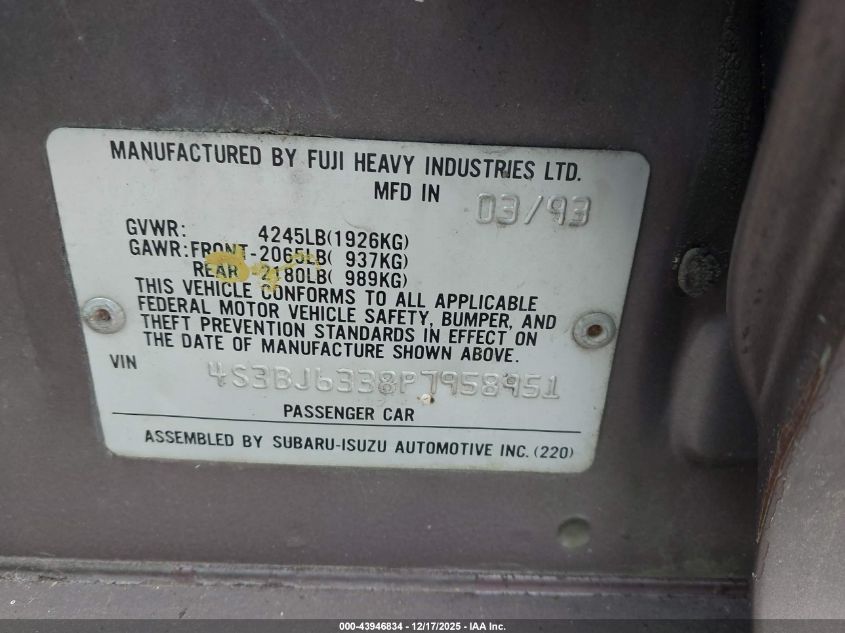 MANUFACTURED BY FUJI HEAVY INDUSTRIES LTD.
MFD IN 03/93
GVWR: 4245LB(1926KG)
GAWR:FRONT-2065LB( 937KG)
REAR -2180LB( 989KG)
THIS VEHICLE CONFORMS TO ALL APPLICABLE
FEDERAL MOTOR VEHICLE SAFETY, BUMPER, AND
THEFT PREVENTION STANDARDS IN EFFECT ON
THE DATE OF MANUFACTURE SHOWN ABOVE.
VIN 4S3BJ6338P7958951
PASSENGER CAR
ASSEMBLED BY SUBARU-ISUZU AUTOMOTIVE INC.(220)
000-43946834 - 12/17/2025 - IAA Inc.